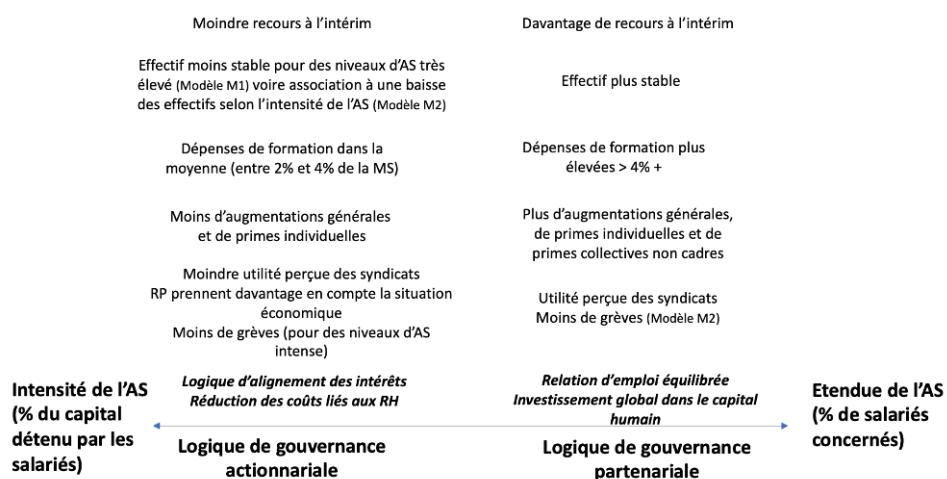 Moindre recours à l'intérim
Davantage de recours à l'intérim
Effectif moins stable pour des niveaux d'AS très
élevé (Modèle M1) voire association à une baisse
des effectifs selon l'intensité de l'AS (Modèle M2)
Effectif plus stable
Dépenses de formation dans la
moyenne (entre 2% et 4% de la MS)
Dépenses de formation plus
élevées > 4% +
Moins d'augmentations générales
et de primes individuelles
Plus d'augmentations générales,
de primes individuelles et de
primes collectives non cadres
Moindre utilité perçue des syndicats
RP prennent davantage en compte la situation
économique
Moins de grèves (pour des niveaux d'AS
intense)
Utilité perçue des syndicats
Moins de grèves (Modèle M2)
Intensité de l'AS
(% du capital
détenu par les
salariés)
Logique d'alignement des intérêts
Réduction des coûts liés aux RH
Relation d'emploi équilibrée
Investissement global dans le capital
humain
Etendue de l'AS
(% de salariés
concernés)
Logique de gouvernance
actionnariale
Logique de gouvernance
partenariale